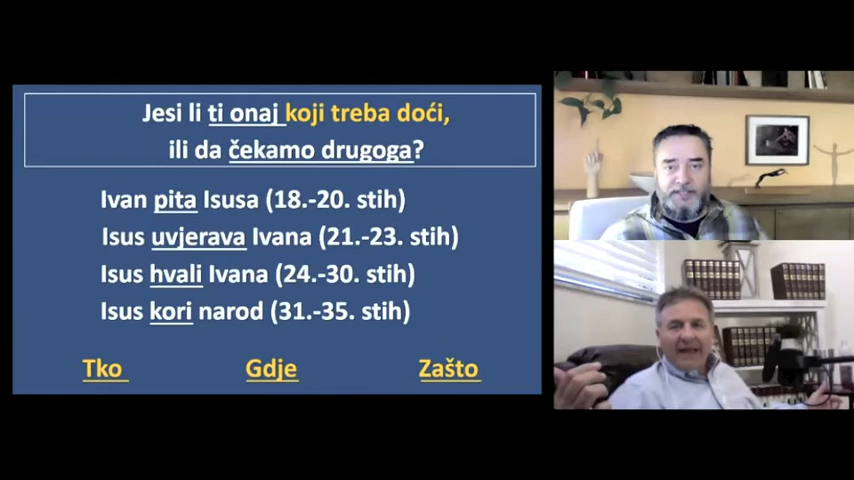 Jesi li ti onaj koji treba doći,
ili da čekamo drugoga?
Ivan pita Isusa (18.-20. stih)
Isus uvjerava Ivana (21.-23. stih)
Isus hvali Ivana (24.-30. stih)
Isus kori narod (31.-35. stih)
Tko Gdje Zašto